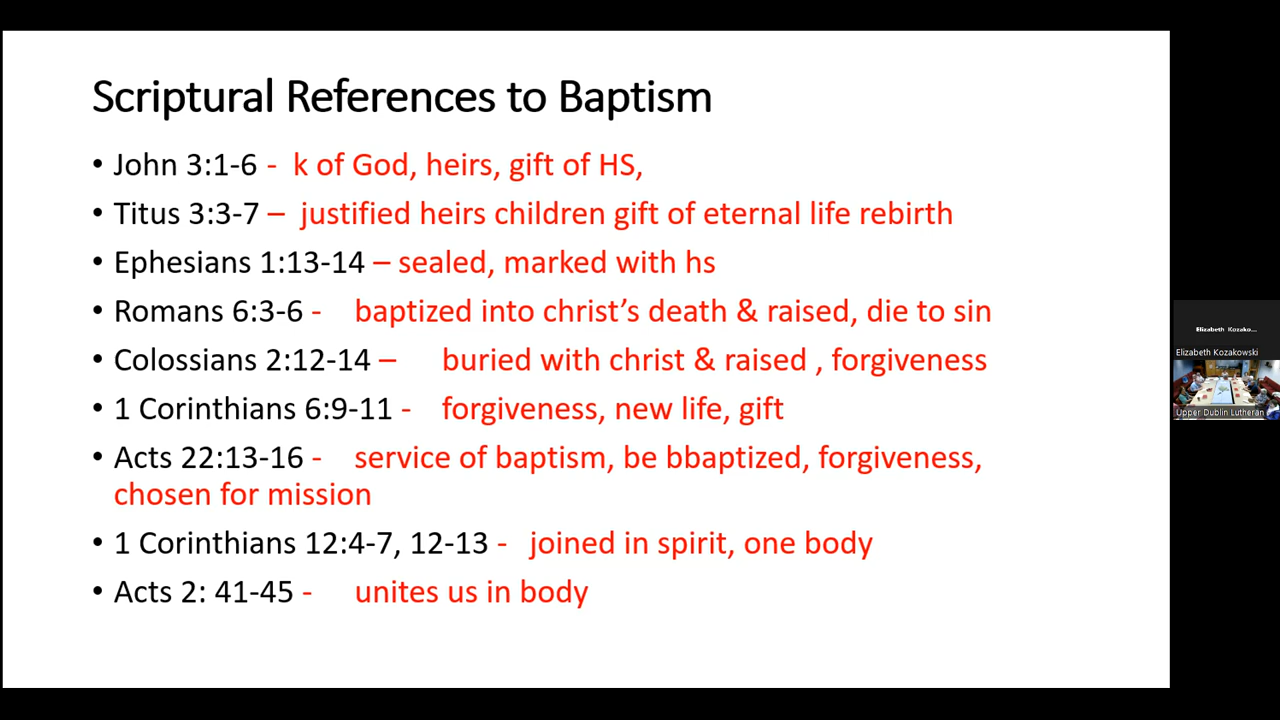 Scriptural References to Baptism
• John 3:1-6 - k of God, heirs, gift of HS,
• Titus 3:3-7 – justified heirs children gift of eternal life rebirth
• Ephesians 1:13-14 – sealed, marked with hs
• Romans 6:3-6 - baptized into christ’s death & raised, die to sin
• Colossians 2:12-14 – buried with christ & raised , forgiveness
• 1 Corinthians 6:9-11 - forgiveness, new life, gift
• Acts 22:13-16 - service of baptism, be bbaptized, forgiveness,
chosen for mission
• 1 Corinthians 12:4-7, 12-13 - joined in spirit, one body
• Acts 2: 41-45 - unites us in body
Elizabeth Kozako...
Elizabeth Kozakowski
Upper Dublin Lutheran